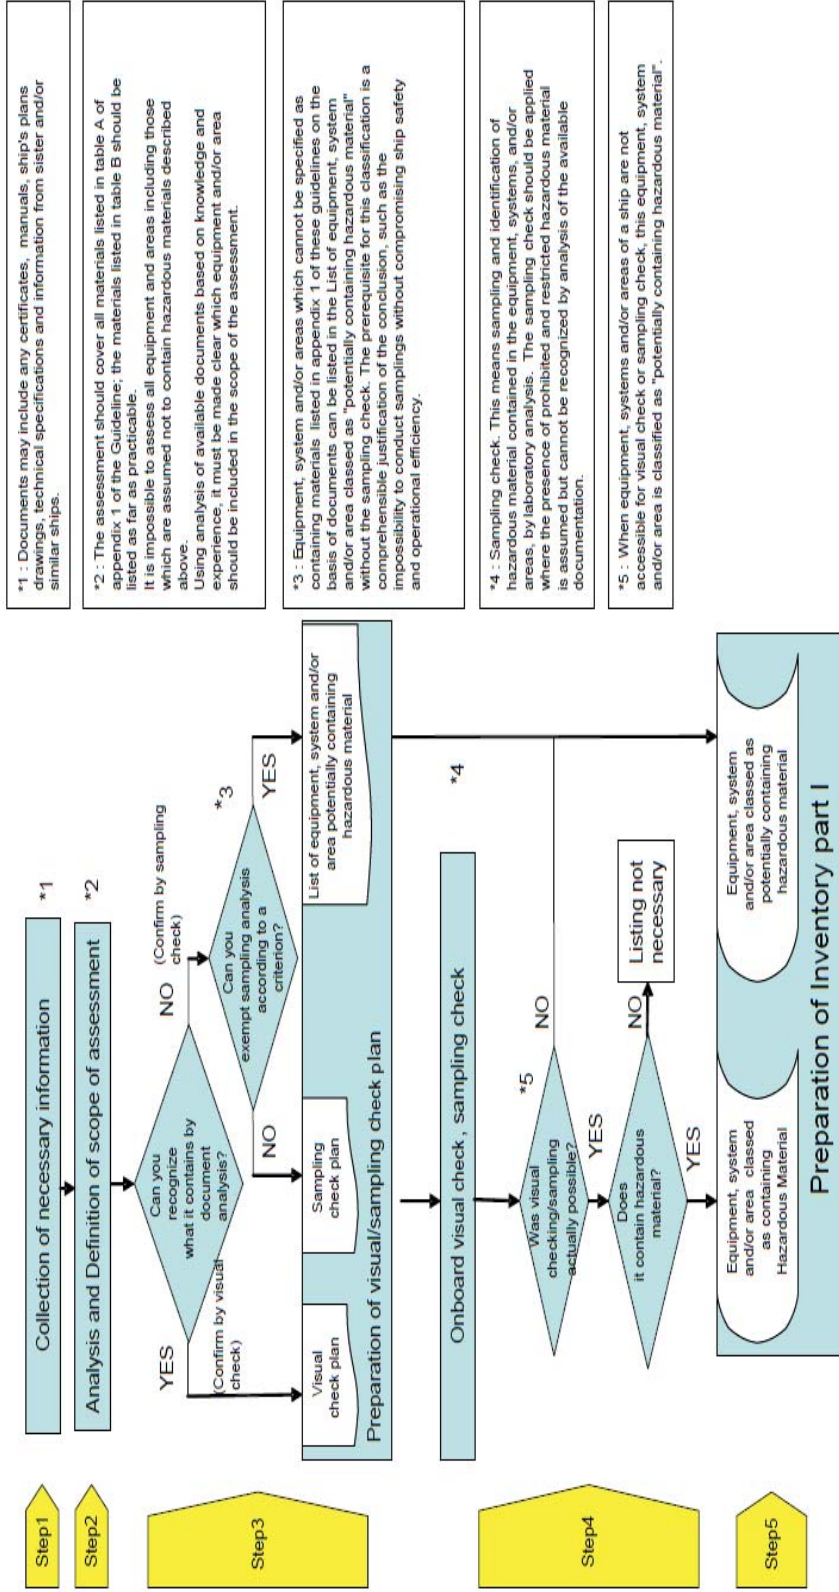 Step1
Collection of necessary information
*1
Step2
Analysis and Definition of scope of assessment
*2
Step3
Can you
recognize
what it contains by
document
analysis?
YES
(Confirm by visual
check)
NO
(Confirm by sampling
check)
Can you
exempt sampling analysis
according to a
criterion?
*3
NO
YES
Visual
check plan
Sampling
check plan
List of equipment, system and/or
area potentially containing
hazardous material
Preparation of visual/sampling check plan
Step4
Onboard visual check, sampling check
*4
Was visual
checking/sampling
actually possible?
*5
NO
YES
Does
it contain hazardous
material?
NO
Listing not
necessary
YES
Step5
Equipment, system
and/or area classed
as containing
Hazardous Material
Equipment, system
and/or area classed as
potentially containing
hazardous material
Preparation of Inventory part I
*1 : Documents may include any certificates, manuals, ship's plans
drawings, technical specifications and information from sister and/or
similar ships.
*2 : The assessment should cover all materials listed in table A of
appendix 1 of the Guideline; the materials listed in table B should be
listed as far as practicable.
It is impossible to assess all equipment and areas including those
which are assumed not to contain hazardous materials described
above.
Using analysis of available documents based on knowledge and
experience, it must be made clear which equipment and/or area
should be included in the scope of the assessment.
*3 : Equipment, system and/or areas which cannot be specified as
containing materials listed in appendix 1 of these guidelines on the
basis of documents can be listed in the List of equipment, system
and/or area classed as "potentially containing hazardous material"
without the sampling check. The prerequisite for this classification is a
comprehensible justification of the conclusion, such as the
impossibility to conduct samplings without compromising ship safety
and operational efficiency.
*4 : Sampling check. This means sampling and identification of
hazardous material contained in the equipment, systems, and/or
areas, by laboratory analysis. The sampling check should be applied
where the presence of prohibited and restricted hazardous material
is assumed but cannot be recognized by analysis of the available
documentation.
*5 : When equipment, systems and/or areas of a ship are not
accessible for visual check or sampling check, this equipment, system
and/or area is classified as "potentially containing hazardous material".